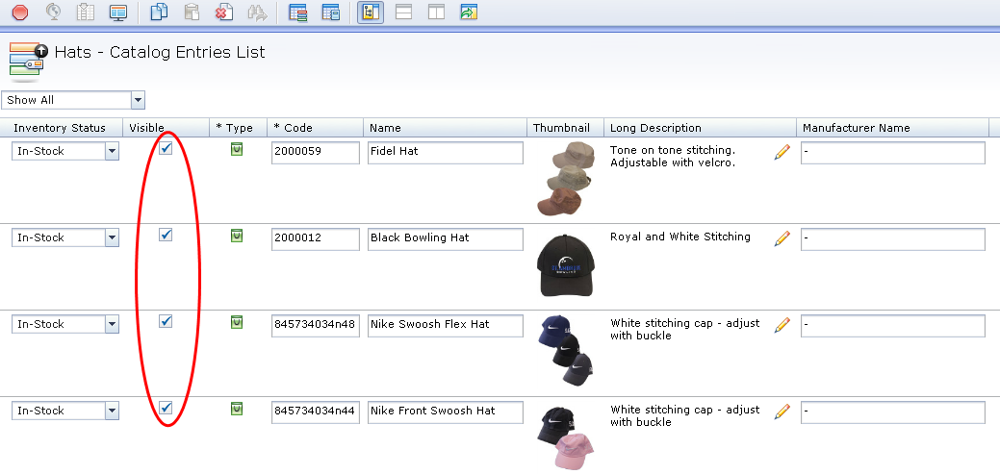 Hats - Catalog Entries List
Show All
Inventory Status Visible * Type * Code Name Thumbnail Long Description Manufacturer Name
In-Stock 2000059 Fidel Hat Tone on tone stitching. -
Adjustable with velcro.
In-Stock 2000012 Black Bowling Hat Royal and White Stitching -
In-Stock 845734034n48 Nike Swoosh Flex Hat White stitching cap - adjust -
with buckle
In-Stock 845734034n44 Nike Front Swoosh Hat White stitching cap - adjust -
with buckle